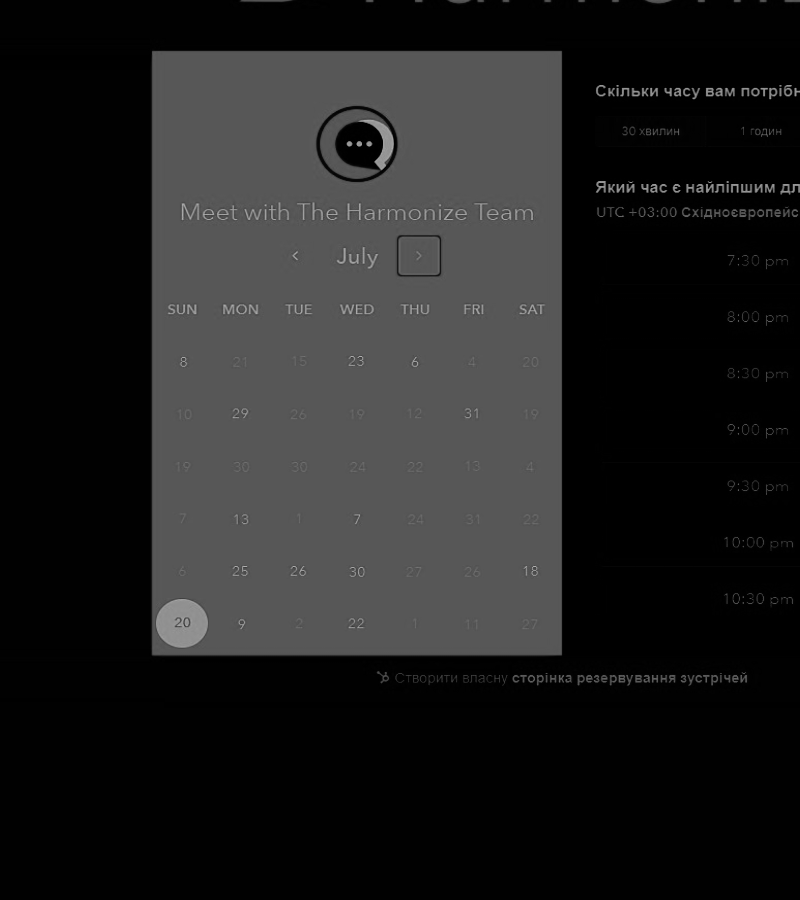 Meet with The Harmonize Team
July
SUN MON TUE WED THU FRI SAT
8 21 15 23 6 4 20
10 29 26 19 12 31 19
19 30 30 24 22 13 4
7 13 1 7 24 31 22
6 25 26 30 27 26 18
20 9 2 22 1 11 27
Скільки часу вам потрібн
30 хвилин 1 годин
Який час є найліпшим дл
UTC +03:00 Східноєвропейс
7:30 pm
8:00 pm
8:30 pm
9:00 pm
9:30 pm
10:00 pm
10:30 pm
Створити власну сторінка резервування зустрічей